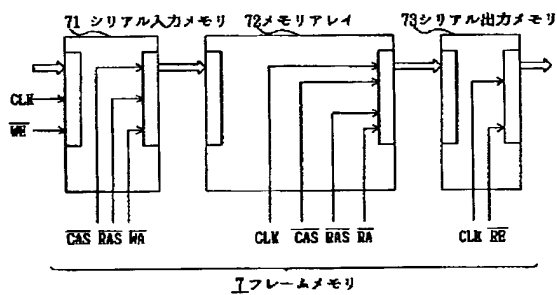 71 シリアル入力メモリ
72メモリアレイ
73シリアル出力メモリ
CLK
WE
CAS RAS WA
CLK CAS RAS RA
CLK RE
7フレームメモリ